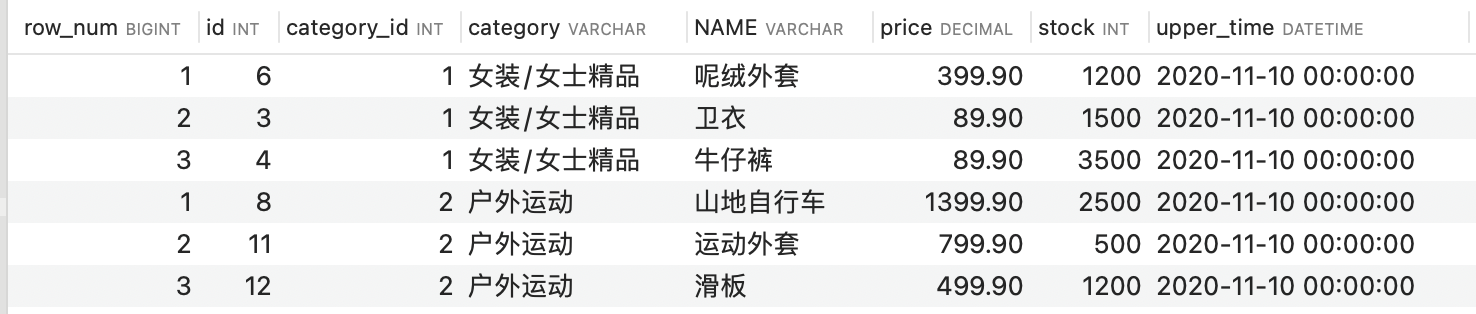 row_num BIGINT id INT category_id INT category VARCHAR NAME VARCHAR price DECIMAL stock INT upper_time DATETIME
1 6 1 女装/女士精品 呢绒外套 399.90 1200 2020-11-10 00:00:00
2 3 1 女装/女士精品 卫衣 89.90 1500 2020-11-10 00:00:00
3 4 1 女装/女士精品 牛仔裤 89.90 3500 2020-11-10 00:00:00
1 8 2 户外运动 山地自行车 1399.90 2500 2020-11-10 00:00:00
2 11 2 户外运动 运动外套 799.90 500 2020-11-10 00:00:00
3 12 2 户外运动 滑板 499.90 1200 2020-11-10 00:00:00